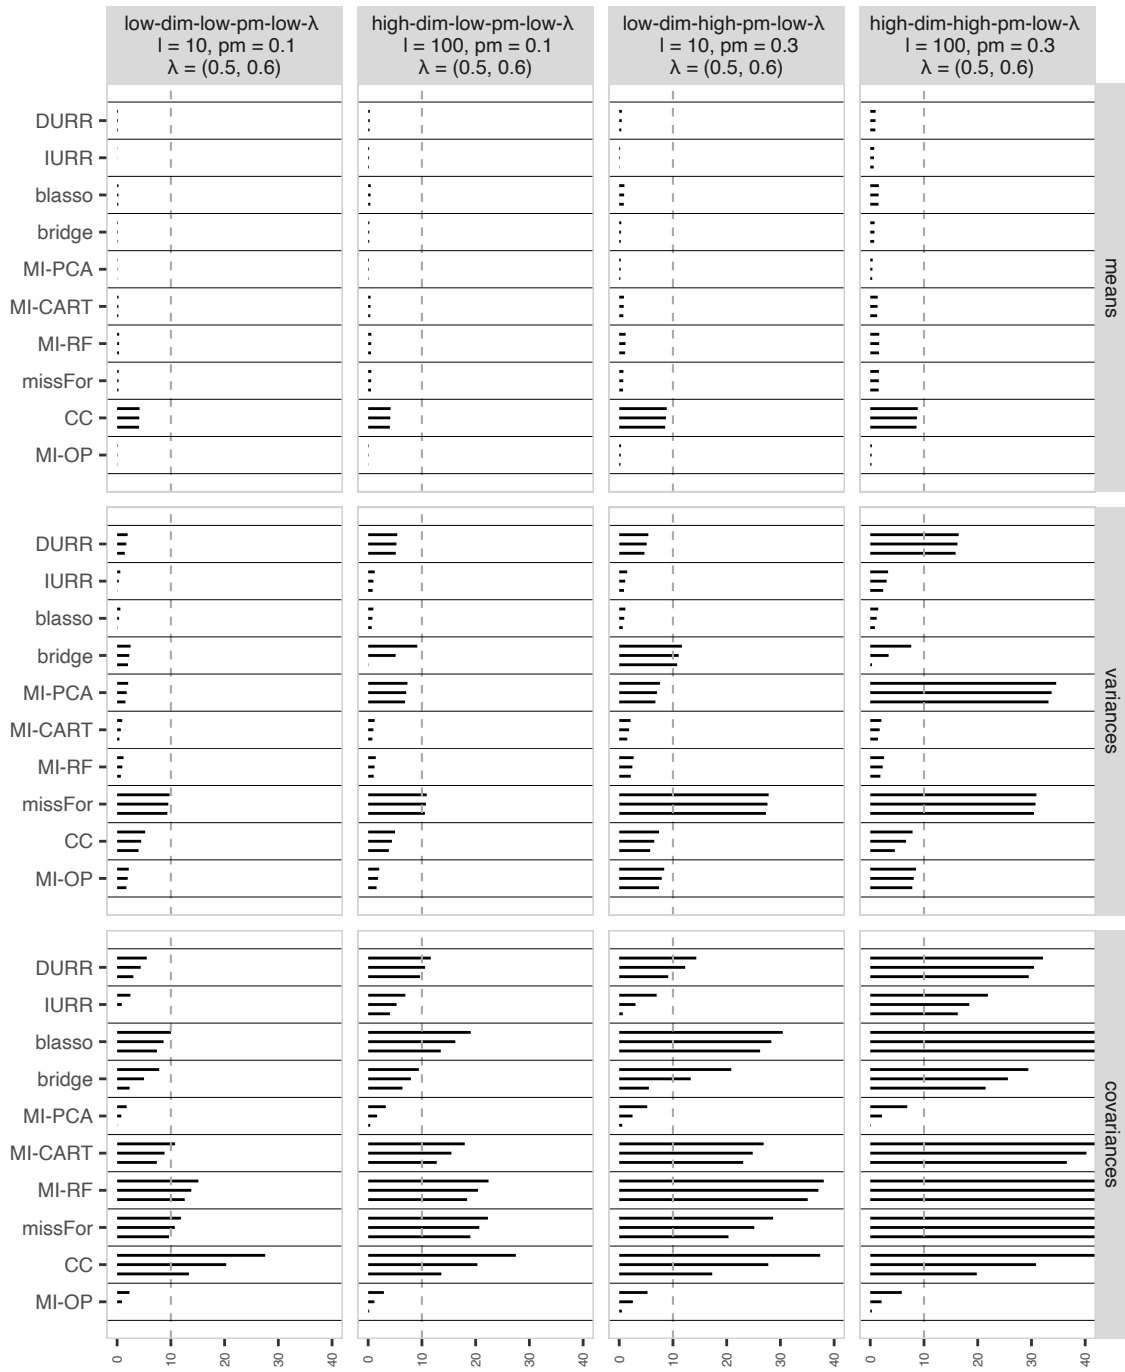 low-dim-low-pm-low-λ
l = 10, pm = 0.1
λ = (0.5, 0.6)
high-dim-low-pm-low-λ
l = 100, pm = 0.1
λ = (0.5, 0.6)
low-dim-high-pm-low-λ
l = 10, pm = 0.3
λ = (0.5, 0.6)
high-dim-high-pm-low-λ
l = 100, pm = 0.3
λ = (0.5, 0.6)
DURR
IURR
blasso
bridge
MI-PCA
MI-CART
MI-RF
missFor
CC
MI-OP
means
DURR
IURR
blasso
bridge
MI-PCA
MI-CART
MI-RF
missFor
CC
MI-OP
variances
DURR
IURR
blasso
bridge
MI-PCA
MI-CART
MI-RF
missFor
CC
MI-OP
covariances
0 10 20 30 40
0 10 20 30 40
0 10 20 30 40
0 10 20 30 40